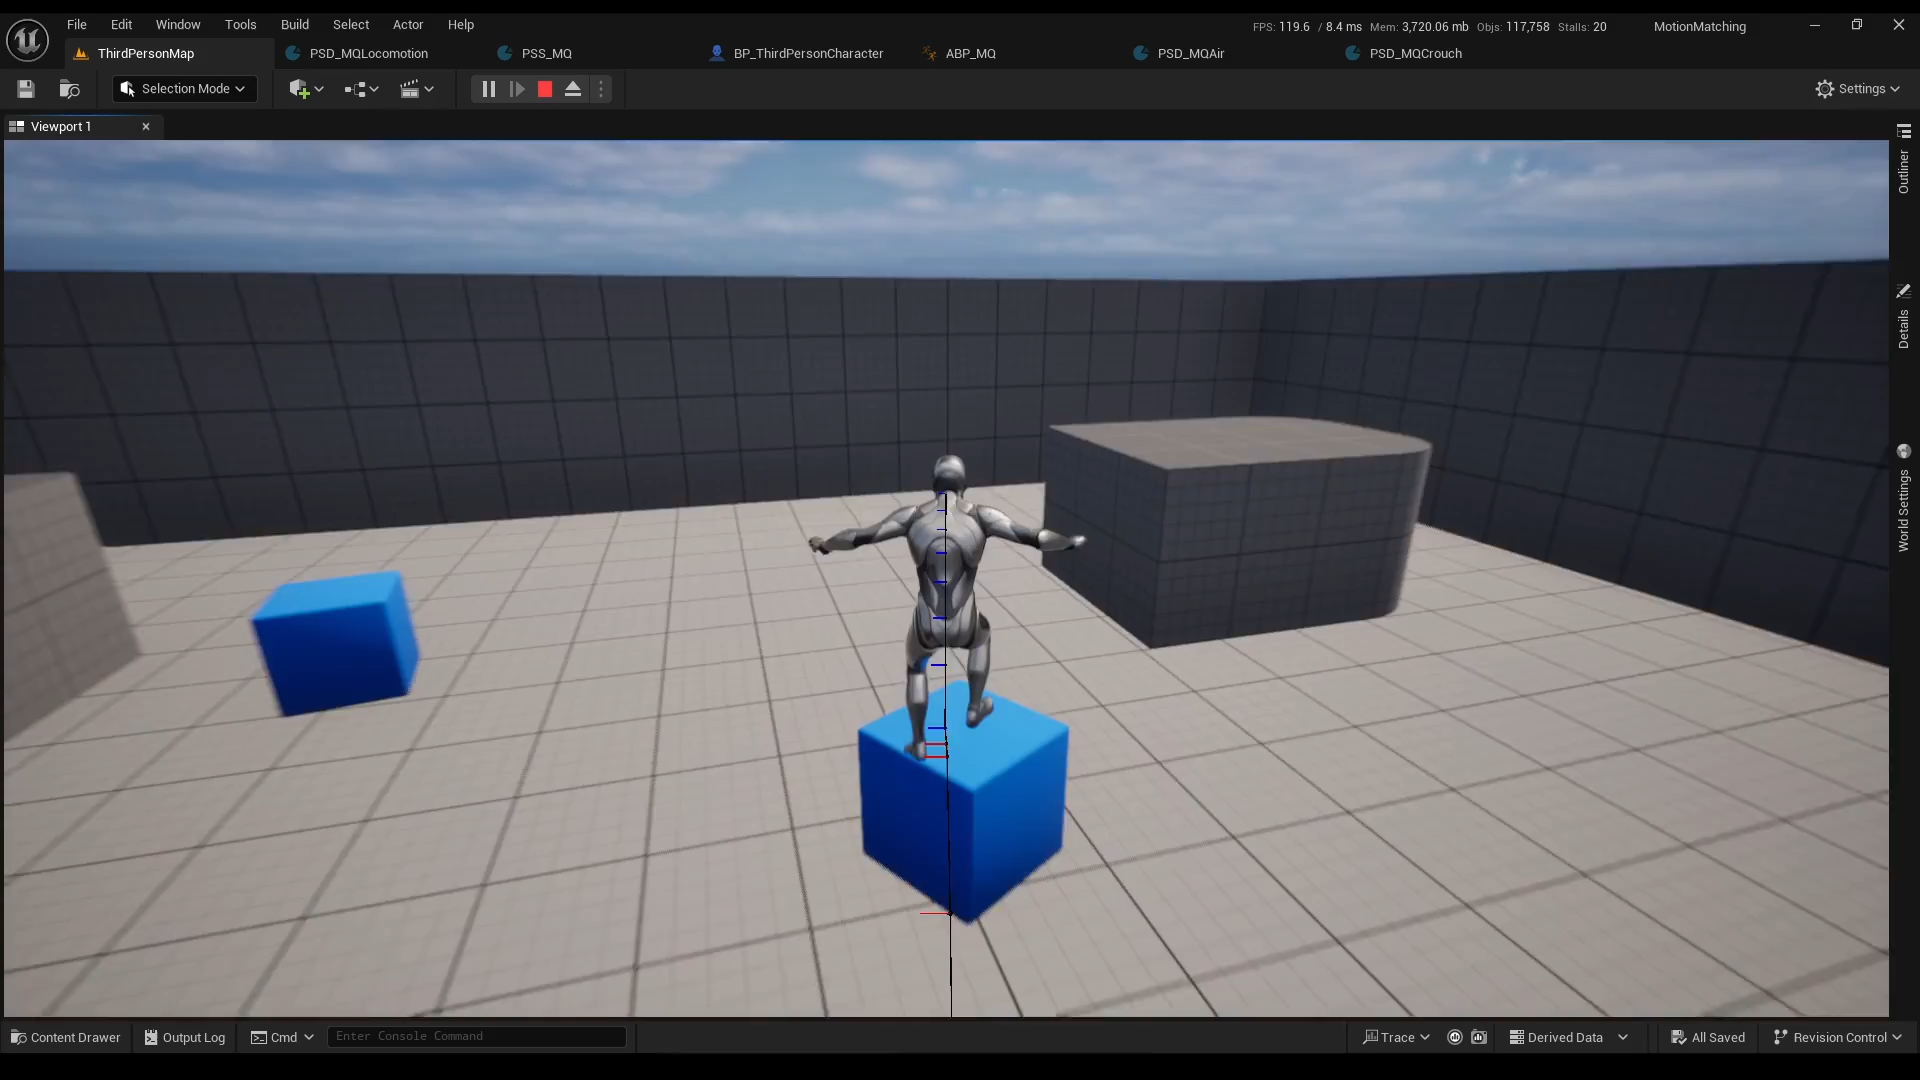 File Edit Window Tools Build Select Actor Help
FPS: 119.6 / 8.4 ms Mem: 3,720.06 mb Objs: 117,758 Stalls: 20 MotionMatching
ThirdPersonMap PSD_MQLocomotion PSS_MQ BP_ThirdPersonCharacter ABP_MQ PSD_MQAir PSD_MQCrouch
Selection Mode Settings
Viewport 1
Outliner
Details
World Settings
Content Drawer Output Log Cmd Enter Console Command Trace Derived Data All Saved Revision Control